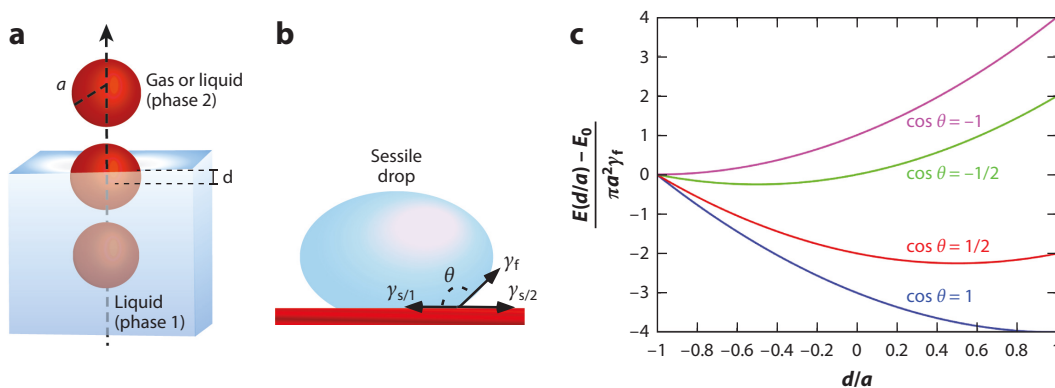 a
a
Gas or liquid
(phase 2)
d
Liquid
(phase 1)
b
Sessile
drop
θ
γf
γs/1
γs/2
c
E(d/a) – E0
πa²γf
4
3
2
1
0
–1
–2
–3
–4
cos θ = –1
cos θ = –1/2
cos θ = 1/2
cos θ = 1
–1
–0.8
–0.6
–0.4
–0.2
0
0.2
0.4
0.6
0.8
1
d/a